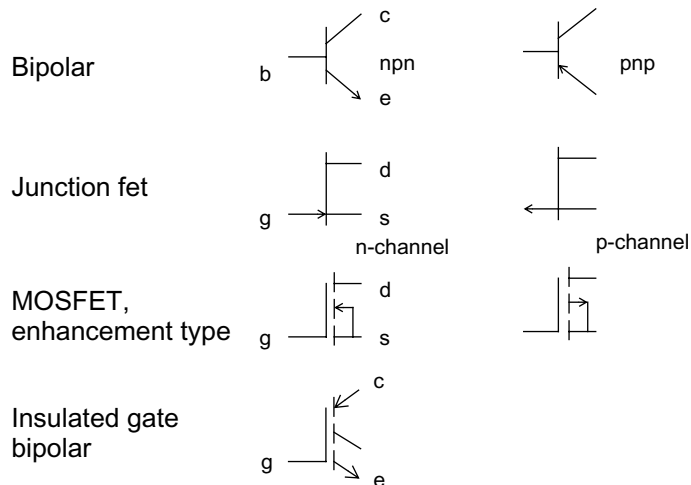 c
Bipolar
b
npn
pnp
e
Junction fet
d
g
s
n-channel
p-channel
MOSFET,
enhancement type
d
g
s
Insulated gate
bipolar
c
g
e